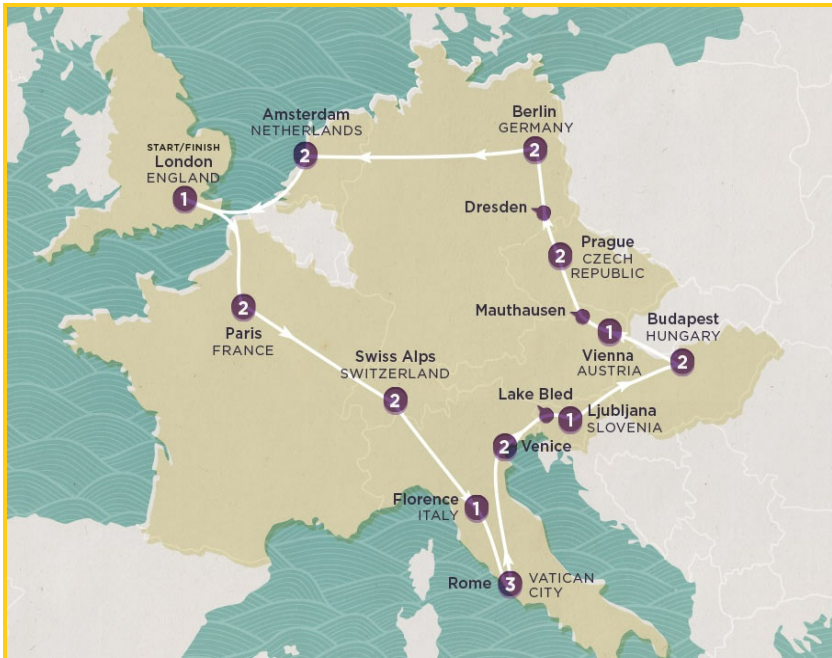 Amsterdam
NETHERLANDS
2
Berlin
GERMANY
2
START/FINISH
London
ENGLAND
1
Dresden
Prague
CZECH
REPUBLIC
2
Mauthausen
1
Vienna
AUSTRIA
Budapest
HUNGARY
2
2
Paris
FRANCE
Swiss Alps
SWITZERLAND
2
Lake Bled
1
Ljubljana
SLOVENIA
2
Venice
Florence
ITALY
1
Rome
3
VATICAN
CITY